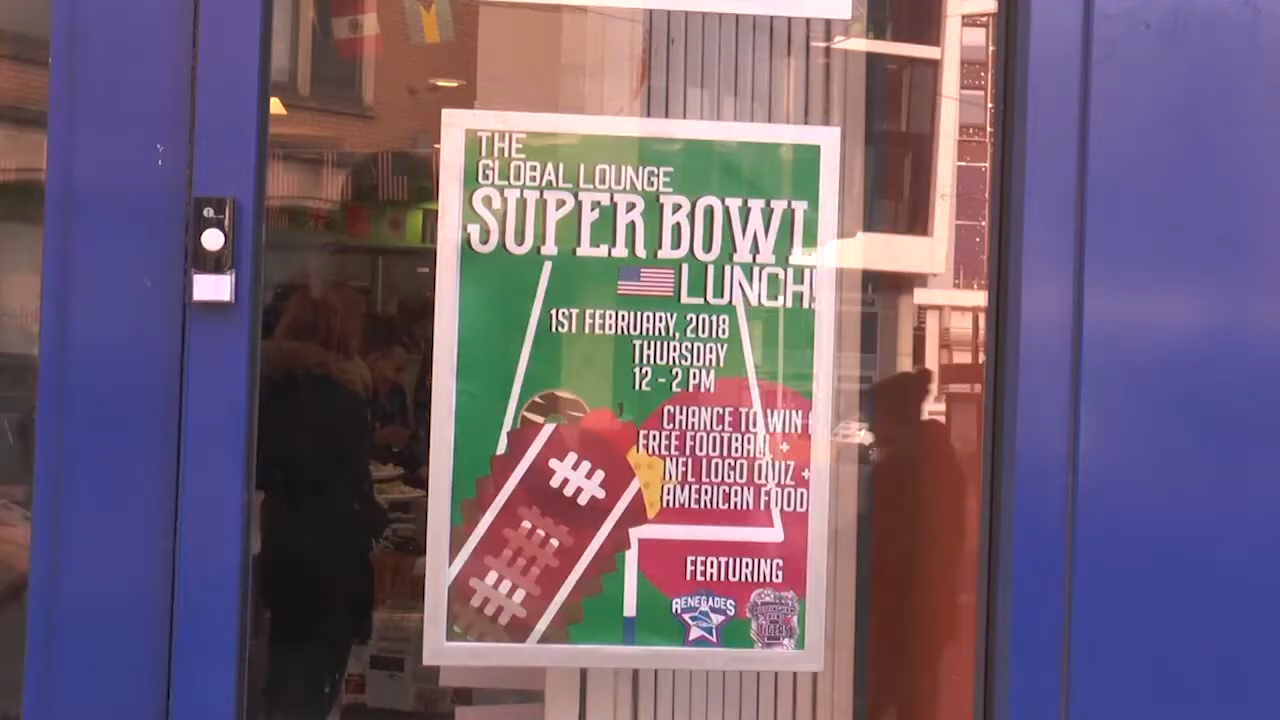 THE
GLOBAL LOUNGE
SUPER BOWL
LUNCH!
1ST FEBRUARY, 2018
THURSDAY
12 - 2 PM
CHANCE TO WIN
FREE FOOTBALL +
NFL LOGO QUIZ +
AMERICAN FOOD
FEATURING
RENEGADES
TIGERS